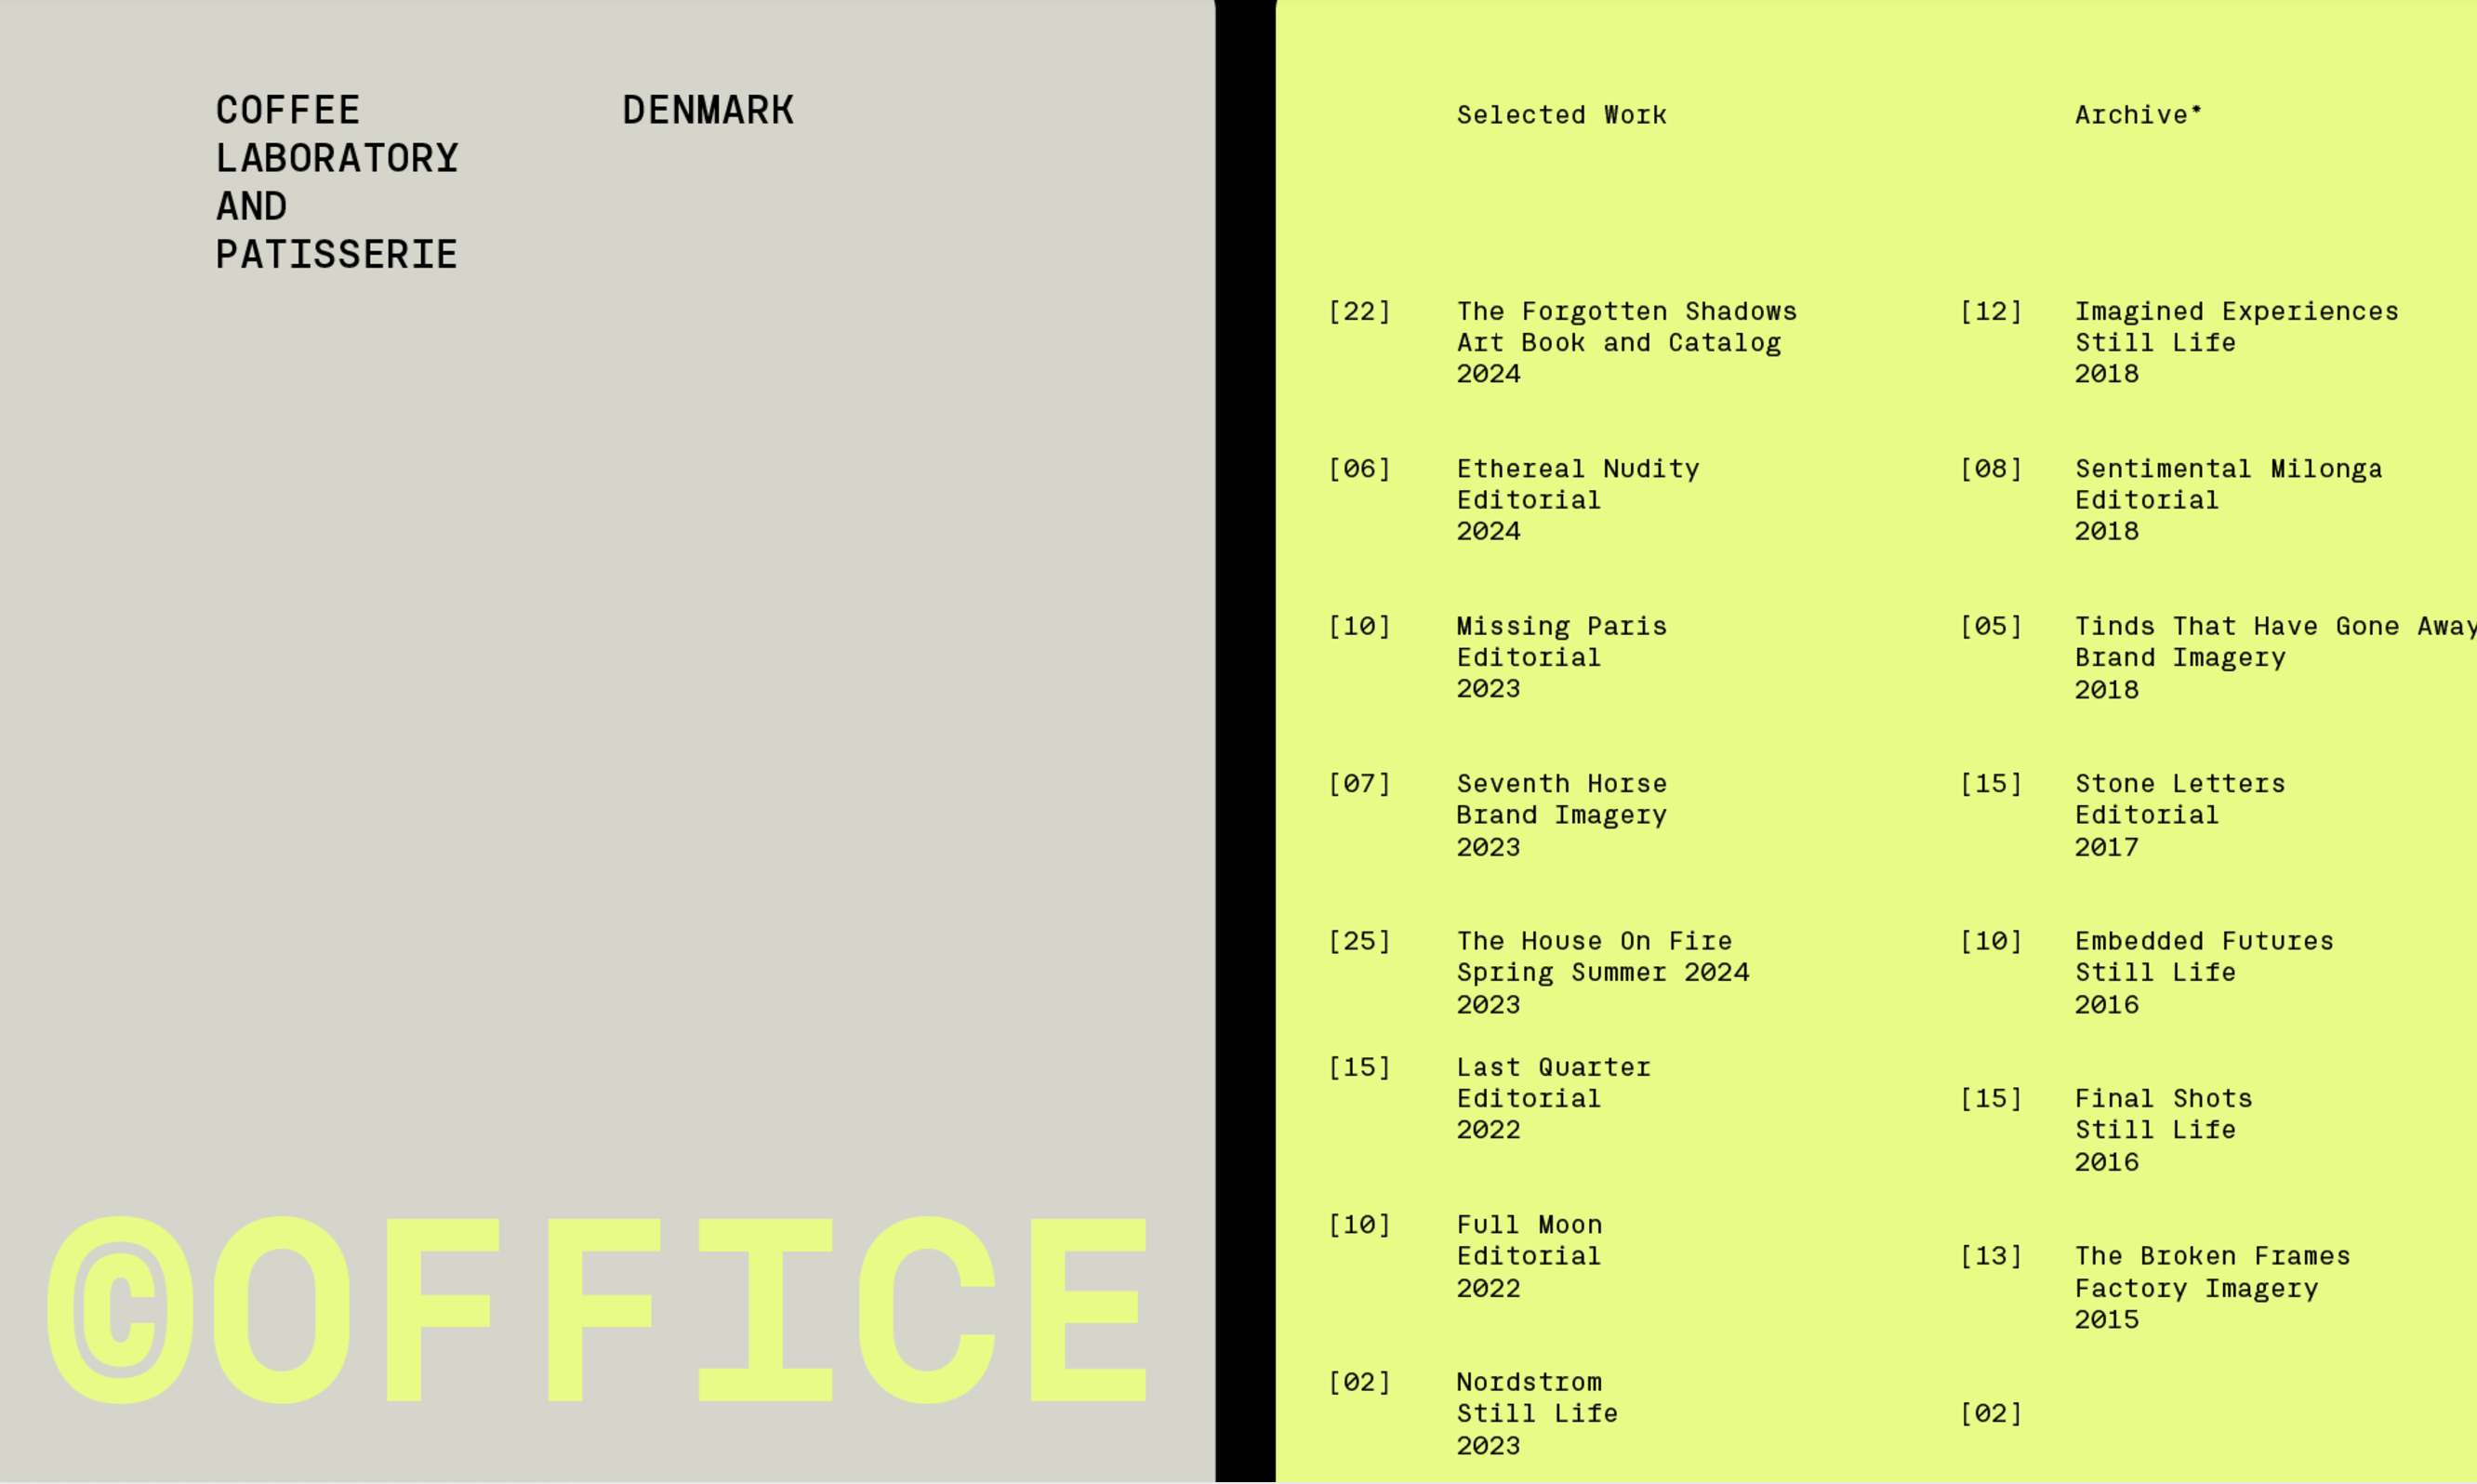 COFFEE
LABORATORY
AND
PATISSERIE
DENMARK
©OFFICE
Selected Work
[22] The Forgotten Shadows
Art Book and Catalog
2024
[06] Ethereal Nudity
Editorial
2024
[10] Missing Paris
Editorial
2023
[07] Seventh Horse
Brand Imagery
2023
[25] The House On Fire
Spring Summer 2024
2023
[15] Last Quarter
Editorial
2022
[10] Full Moon
Editorial
2022
[02] Nordstrom
Still Life
2023
Archive*
[12] Imagined Experiences
Still Life
2018
[08] Sentimental Milonga
Editorial
2018
[05] Tinds That Have Gone Away
Brand Imagery
2018
[15] Stone Letters
Editorial
2017
[10] Embedded Futures
Still Life
2016
[15] Final Shots
Still Life
2016
[13] The Broken Frames
Factory Imagery
2015
[02]